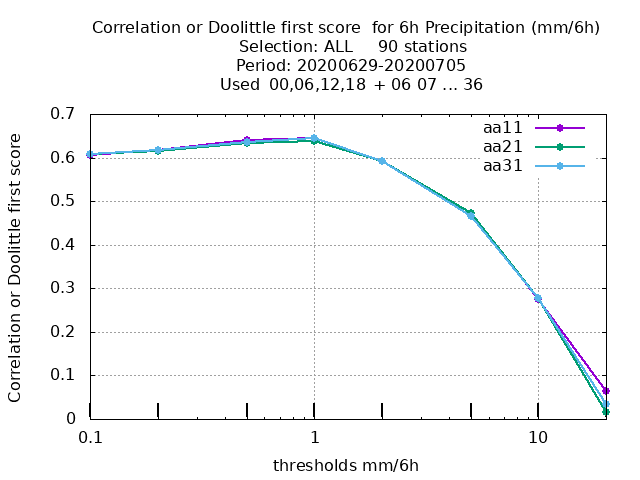 Correlation or Doolittle first score  for 6h Precipitation (mm/6h)
Selection: ALL     90 stations
Period: 20200629-20200705
Used  00,06,12,18  + 06 07 ... 36
Correlation or Doolittle first score
0.7
0.6
0.5
0.4
0.3
0.2
0.1
0
aa11
aa21
aa31
0.1
1
10
thresholds mm/6h